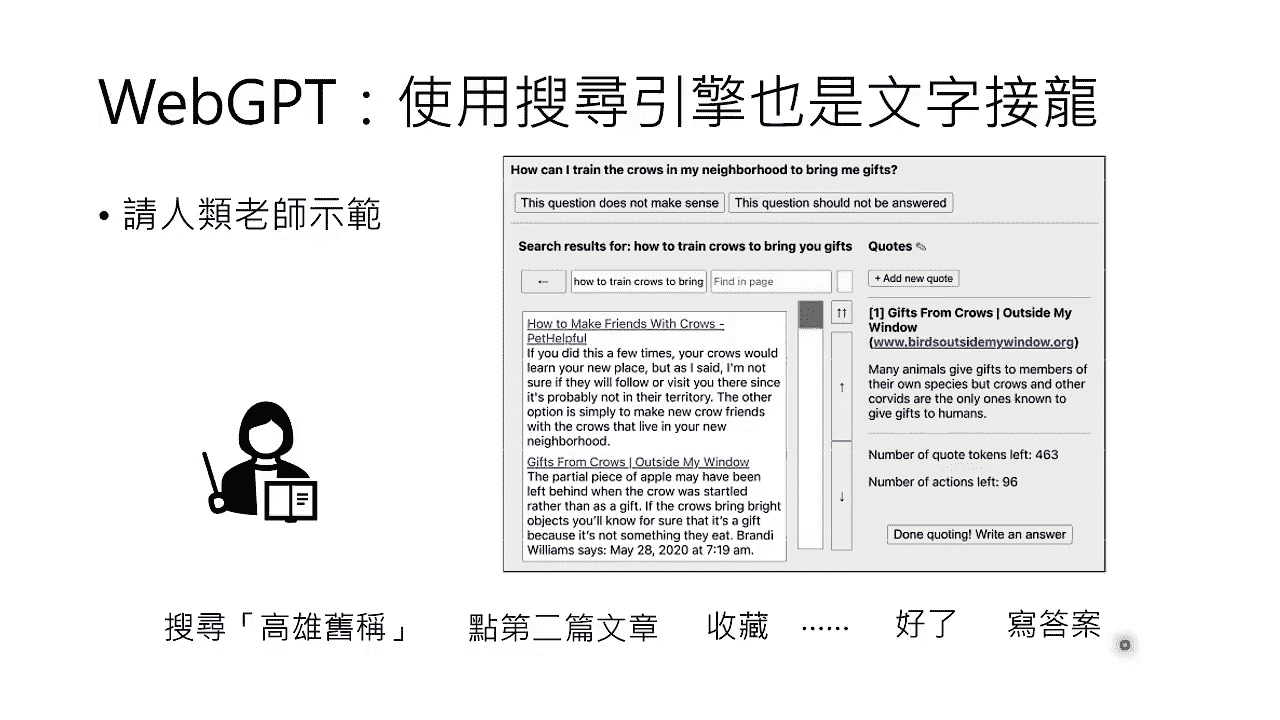 WebGPT：使用搜尋引擎也是文字接龍
• 請人類老師示範
How can I train the crows in my neighborhood to bring me gifts?
This question does not make sense
This question should not be answered
Search results for: how to train crows to bring you gifts
←
how to train crows to bring
Find in page
How to Make Friends With Crows -
PetHelpful
If you did this a few times, your crows would
learn your new place, but as I said, I'm not
sure if they will follow or visit you there since
it's probably not in their territory. The other
option is simply to make new crow friends
with the crows that live in your new
neighborhood.
Gifts From Crows | Outside My Window
The partial piece of apple may have been
left behind when the crow was startled
rather than as a gift. If the crows bring bright
objects you'll know for sure that it's a gift
because it's not something they eat. Brandi
Williams says: May 28, 2020 at 7:19 am.
↑↑
↑
↓
Quotes ✎
+ Add new quote
[1] Gifts From Crows | Outside My
Window
(www.birdsoutsidemywindow.org)
Many animals give gifts to members of
their own species but crows and other
corvids are the only ones known to
give gifts to humans.
Number of quote tokens left: 463
Number of actions left: 96
Done quoting! Write an answer
搜尋「高雄舊稱」 點第二篇文章 收藏 …… 好了 寫答案